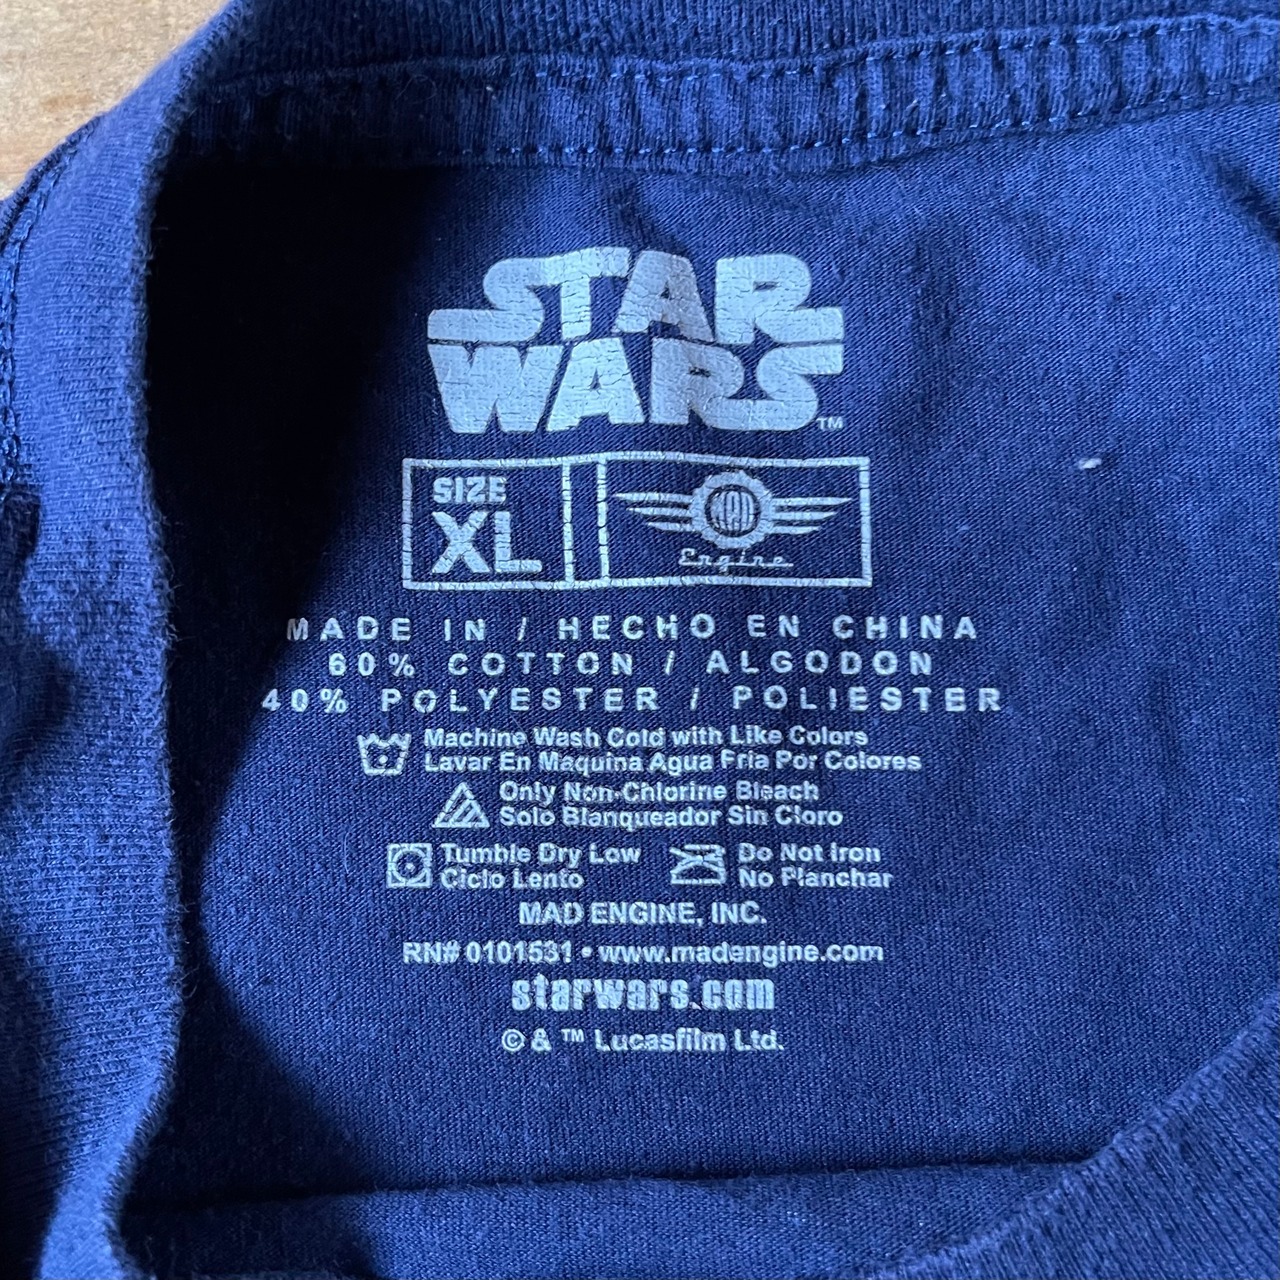 STAR
WARS™
SIZE
XL
MAD
Engine
MADE IN / HECHO EN CHINA
60% COTTON / ALGODON
40% POLYESTER / POLIESTER
Machine Wash Cold with Like Colors
Lavar En Maquina Agua Fria Por Colores
Only Non-Chlorine Bleach
Solo Blanqueador Sin Cloro
Tumble Dry Low
Ciclo Lento
Do Not Iron
No Planchar
MAD ENGINE, INC.
RN# 0101531 • www.madengine.com
starwars.com
© & ™ Lucasfilm Ltd.